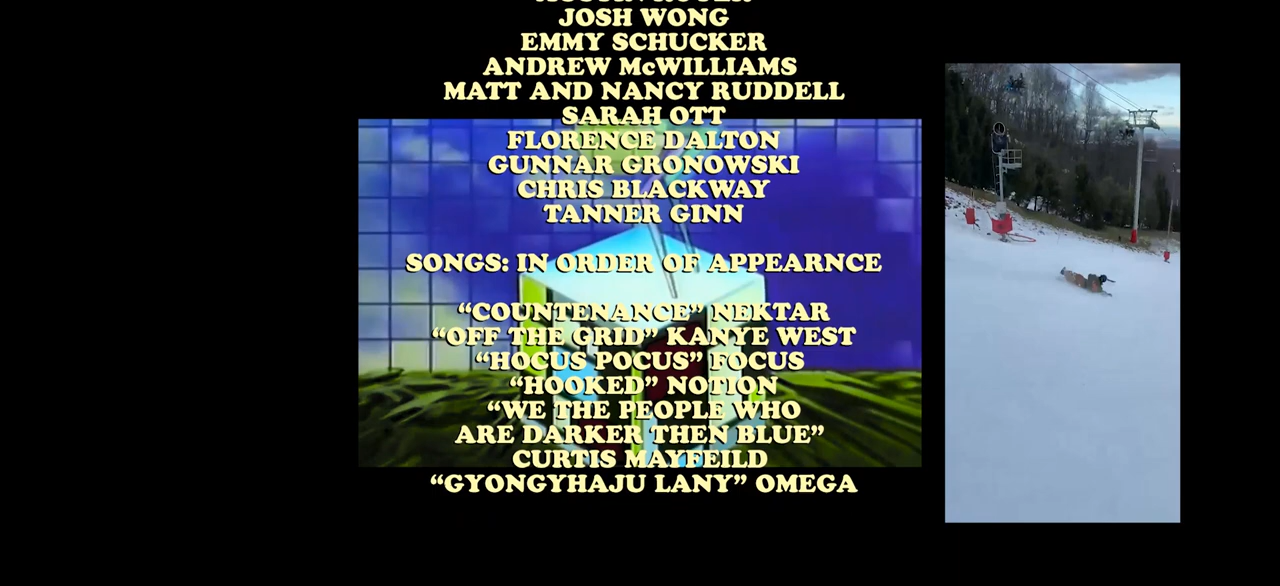 JOSH WONG
EMMY SCHUCKER
ANDREW McWILLIAMS
MATT AND NANCY RUDDELL
SARAH OTT
FLORENCE DALTON
GUNNAR GRONOWSKI
CHRIS BLACKWAY
TANNER GINN
SONGS: IN ORDER OF APPEARNCE
“COUNTENANCE” NEKTAR
“OFF THE GRID” KANYE WEST
“HOCUS POCUS” FOCUS
“HOOKED” NOTION
“WE THE PEOPLE WHO
ARE DARKER THEN BLUE”
CURTIS MAYFEILD
“GYONGYHAJU LANY” OMEGA